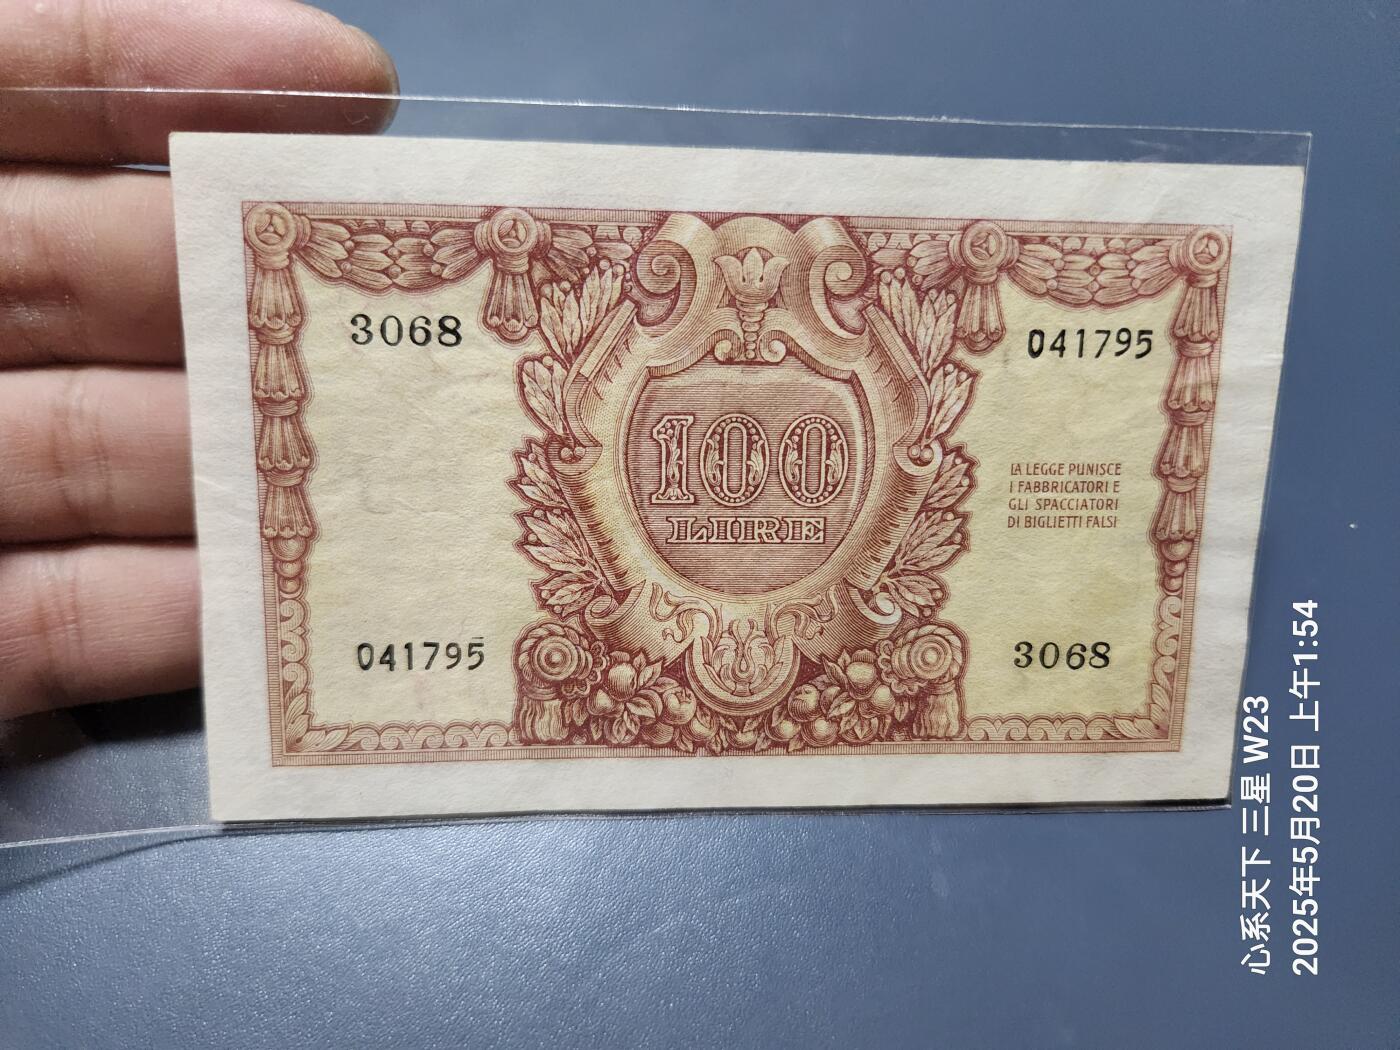 3068
041795
100
LIRE
LA LEGGE PUNISCE
I FABBRICATORI E
GLI SPACCIATORI
DI BIGLIETTI FALSI
041795
3068
心系天下 三星 W23
2025年5月20日 上午1:54